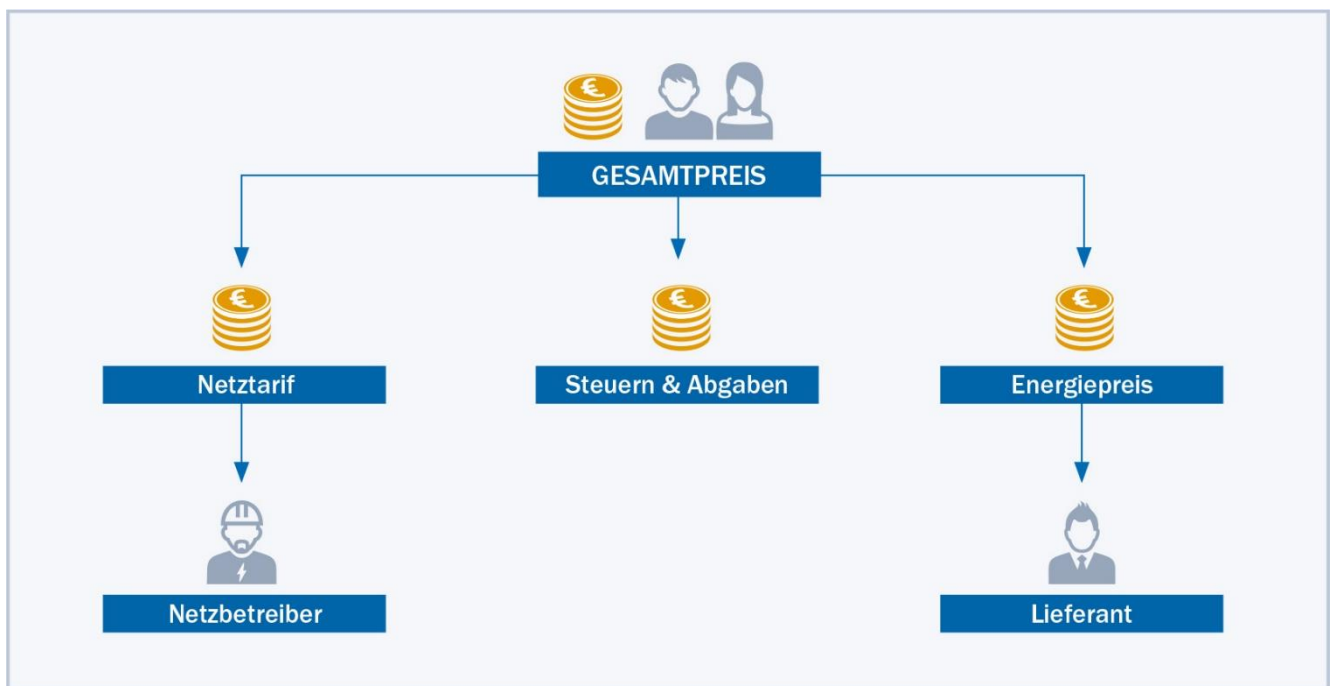 GESAMTPREIS
Netztarif
Steuern & Abgaben
Energiepreis
Netzbetreiber
Lieferant